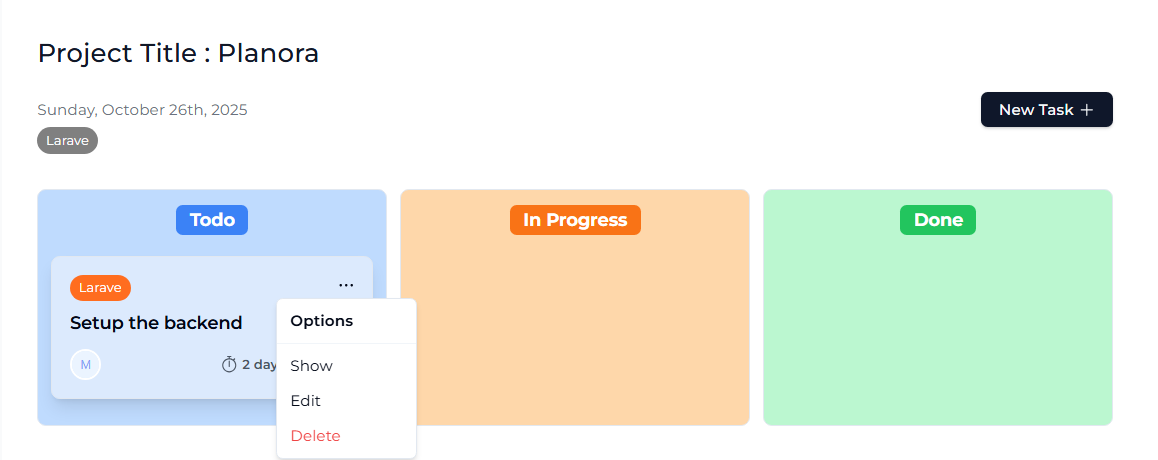 Project Title : Planora
Sunday, October 26th, 2025
New Task +
Larave
Todo
In Progress
Done
Larave
...
Setup the backend
M
2 day
Options
Show
Edit
Delete